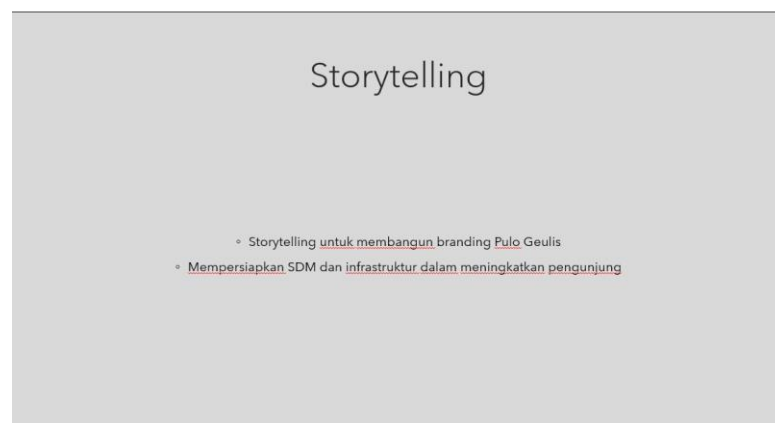 Storytelling
◦ Storytelling untuk membangun branding Pulo Geulis
◦ Mempersiapkan SDM dan infrastruktur dalam meningkatkan pengunjung